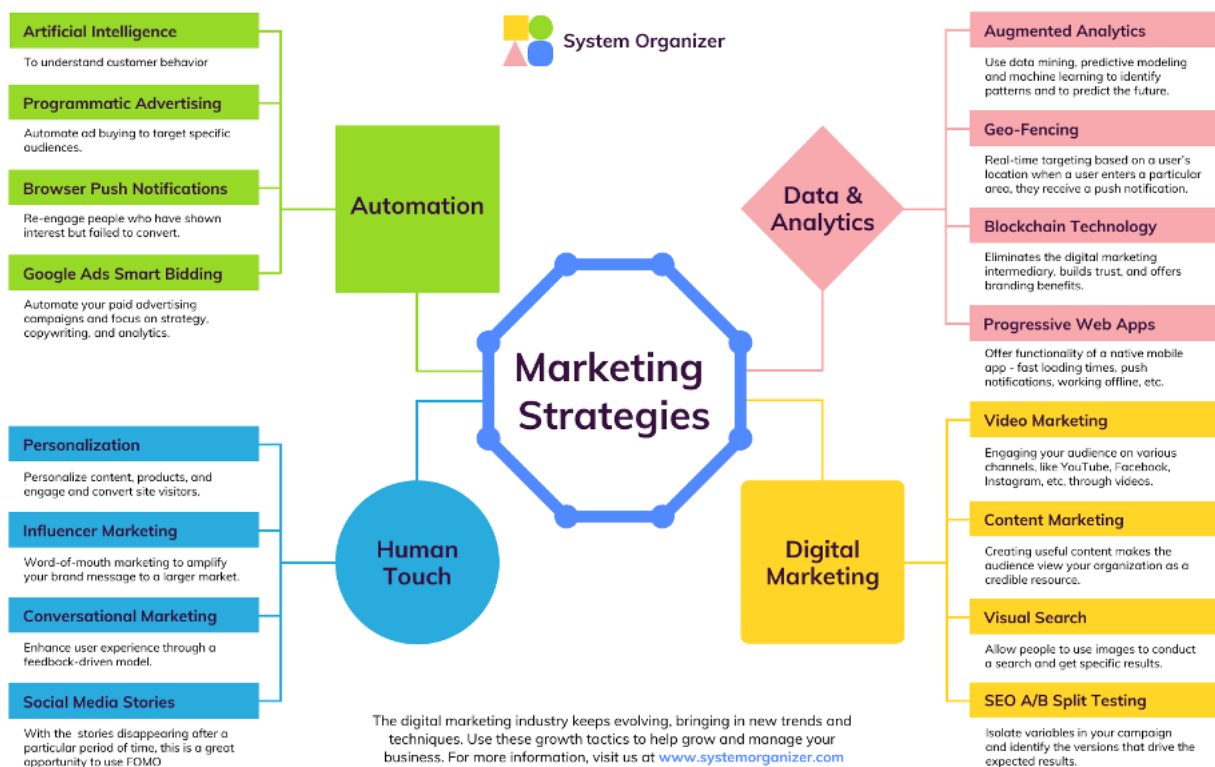 System Organizer
Marketing
Strategies
Automation
Artificial Intelligence
To understand customer behavior
Programmatic Advertising
Automate ad buying to target specific
audiences.
Browser Push Notifications
Re-engage people who have shown
interest but failed to convert.
Google Ads Smart Bidding
Automate your paid advertising
campaigns and focus on strategy,
copywriting, and analytics.
Data &
Analytics
Augmented Analytics
Use data mining, predictive modeling
and machine learning to identify
patterns and to predict the future.
Geo-Fencing
Real-time targeting based on a user's
location when a user enters a particular
area, they receive a push notification.
Blockchain Technology
Eliminates the digital marketing
intermediary, builds trust, and offers
branding benefits.
Progressive Web Apps
Offer functionality of a native mobile
app - fast loading times, push
notifications, working offline, etc.
Human
Touch
Personalization
Personalize content, products, and
engage and convert site visitors.
Influencer Marketing
Word-of-mouth marketing to amplify
your brand message to a larger market.
Conversational Marketing
Enhance user experience through a
feedback-driven model.
Social Media Stories
With the stories disappearing after a
particular period of time, this is a great
opportunity to use FOMO
Digital
Marketing
Video Marketing
Engaging your audience on various
channels, like YouTube, Facebook,
Instagram, etc, through videos.
Content Marketing
Creating useful content makes the
audience view your organization as a
credible resource.
Visual Search
Allow people to use images to conduct
a search and get specific results.
SEO A/B Split Testing
Isolate variables in your campaign
and identify the versions that drive the
expected results.
The digital marketing industry keeps evolving, bringing in new trends and
techniques. Use these growth tactics to help grow and manage your
business. For more information, visit us at www.systemorganizer.com